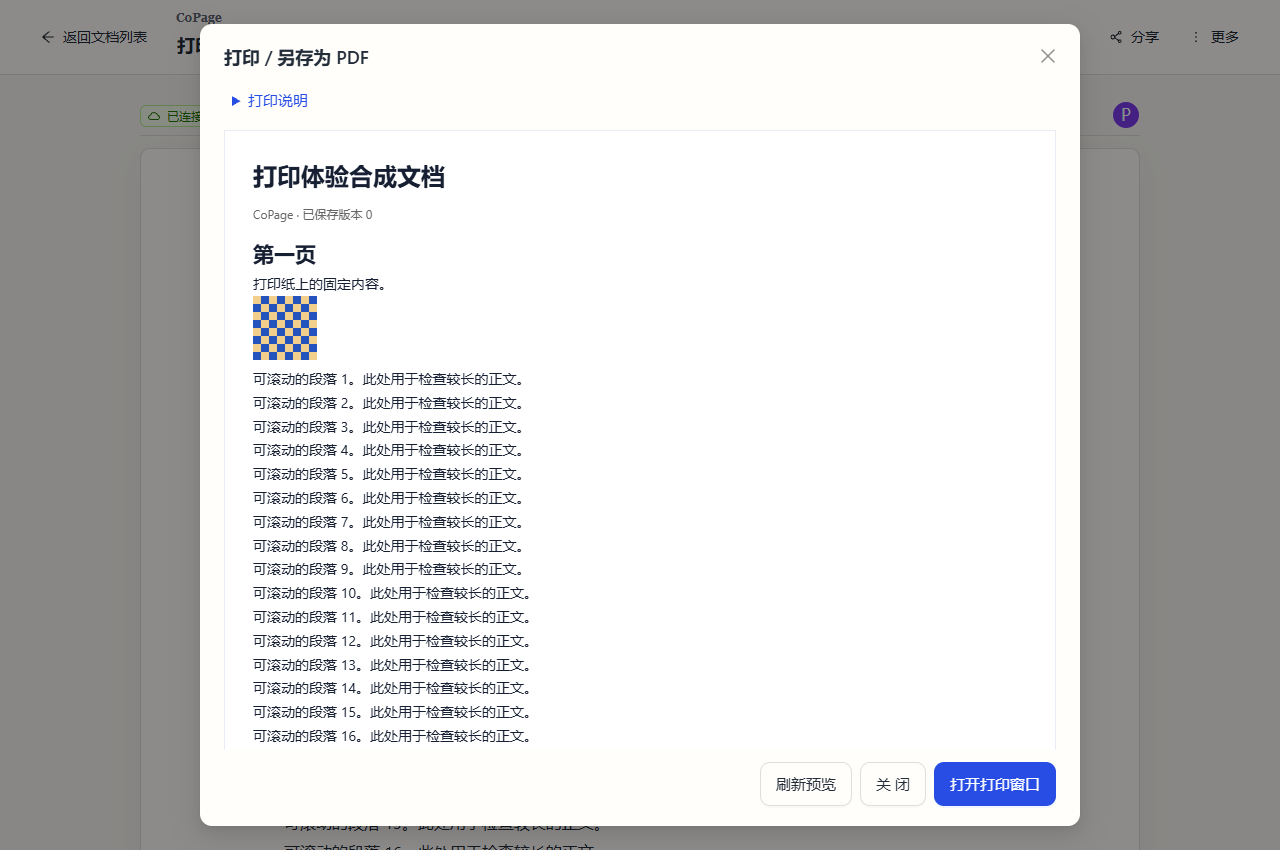 CoPage
返回文档列表
打印
分享
更多
已连接
P
打印 / 另存为 PDF
打印说明
打印体验合成文档
CoPage · 已保存版本 0
第一页
打印纸上的固定内容。
可滚动的段落 1。此处用于检查较长的正文。
可滚动的段落 2。此处用于检查较长的正文。
可滚动的段落 3。此处用于检查较长的正文。
可滚动的段落 4。此处用于检查较长的正文。
可滚动的段落 5。此处用于检查较长的正文。
可滚动的段落 6。此处用于检查较长的正文。
可滚动的段落 7。此处用于检查较长的正文。
可滚动的段落 8。此处用于检查较长的正文。
可滚动的段落 9。此处用于检查较长的正文。
可滚动的段落 10。此处用于检查较长的正文。
可滚动的段落 11。此处用于检查较长的正文。
可滚动的段落 12。此处用于检查较长的正文。
可滚动的段落 13。此处用于检查较长的正文。
可滚动的段落 14。此处用于检查较长的正文。
可滚动的段落 15。此处用于检查较长的正文。
可滚动的段落 16。此处用于检查较长的正文。
刷新预览
关 闭
打开打印窗口